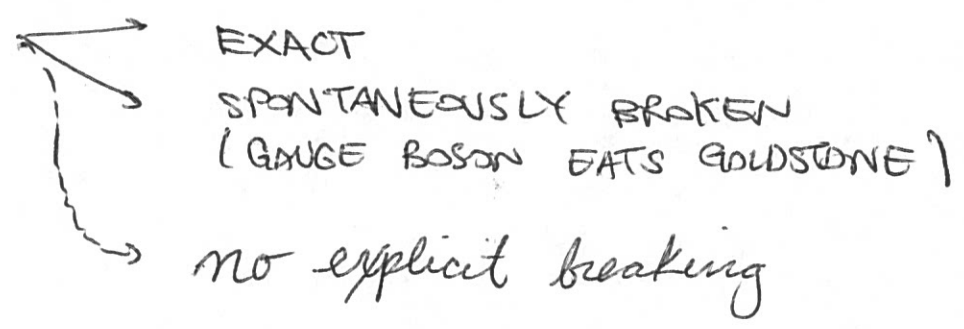 EXACT
SPONTANEOUSLY BROKEN
(GAUGE BOSON EATS GOLDSTONE)
no explicit breaking